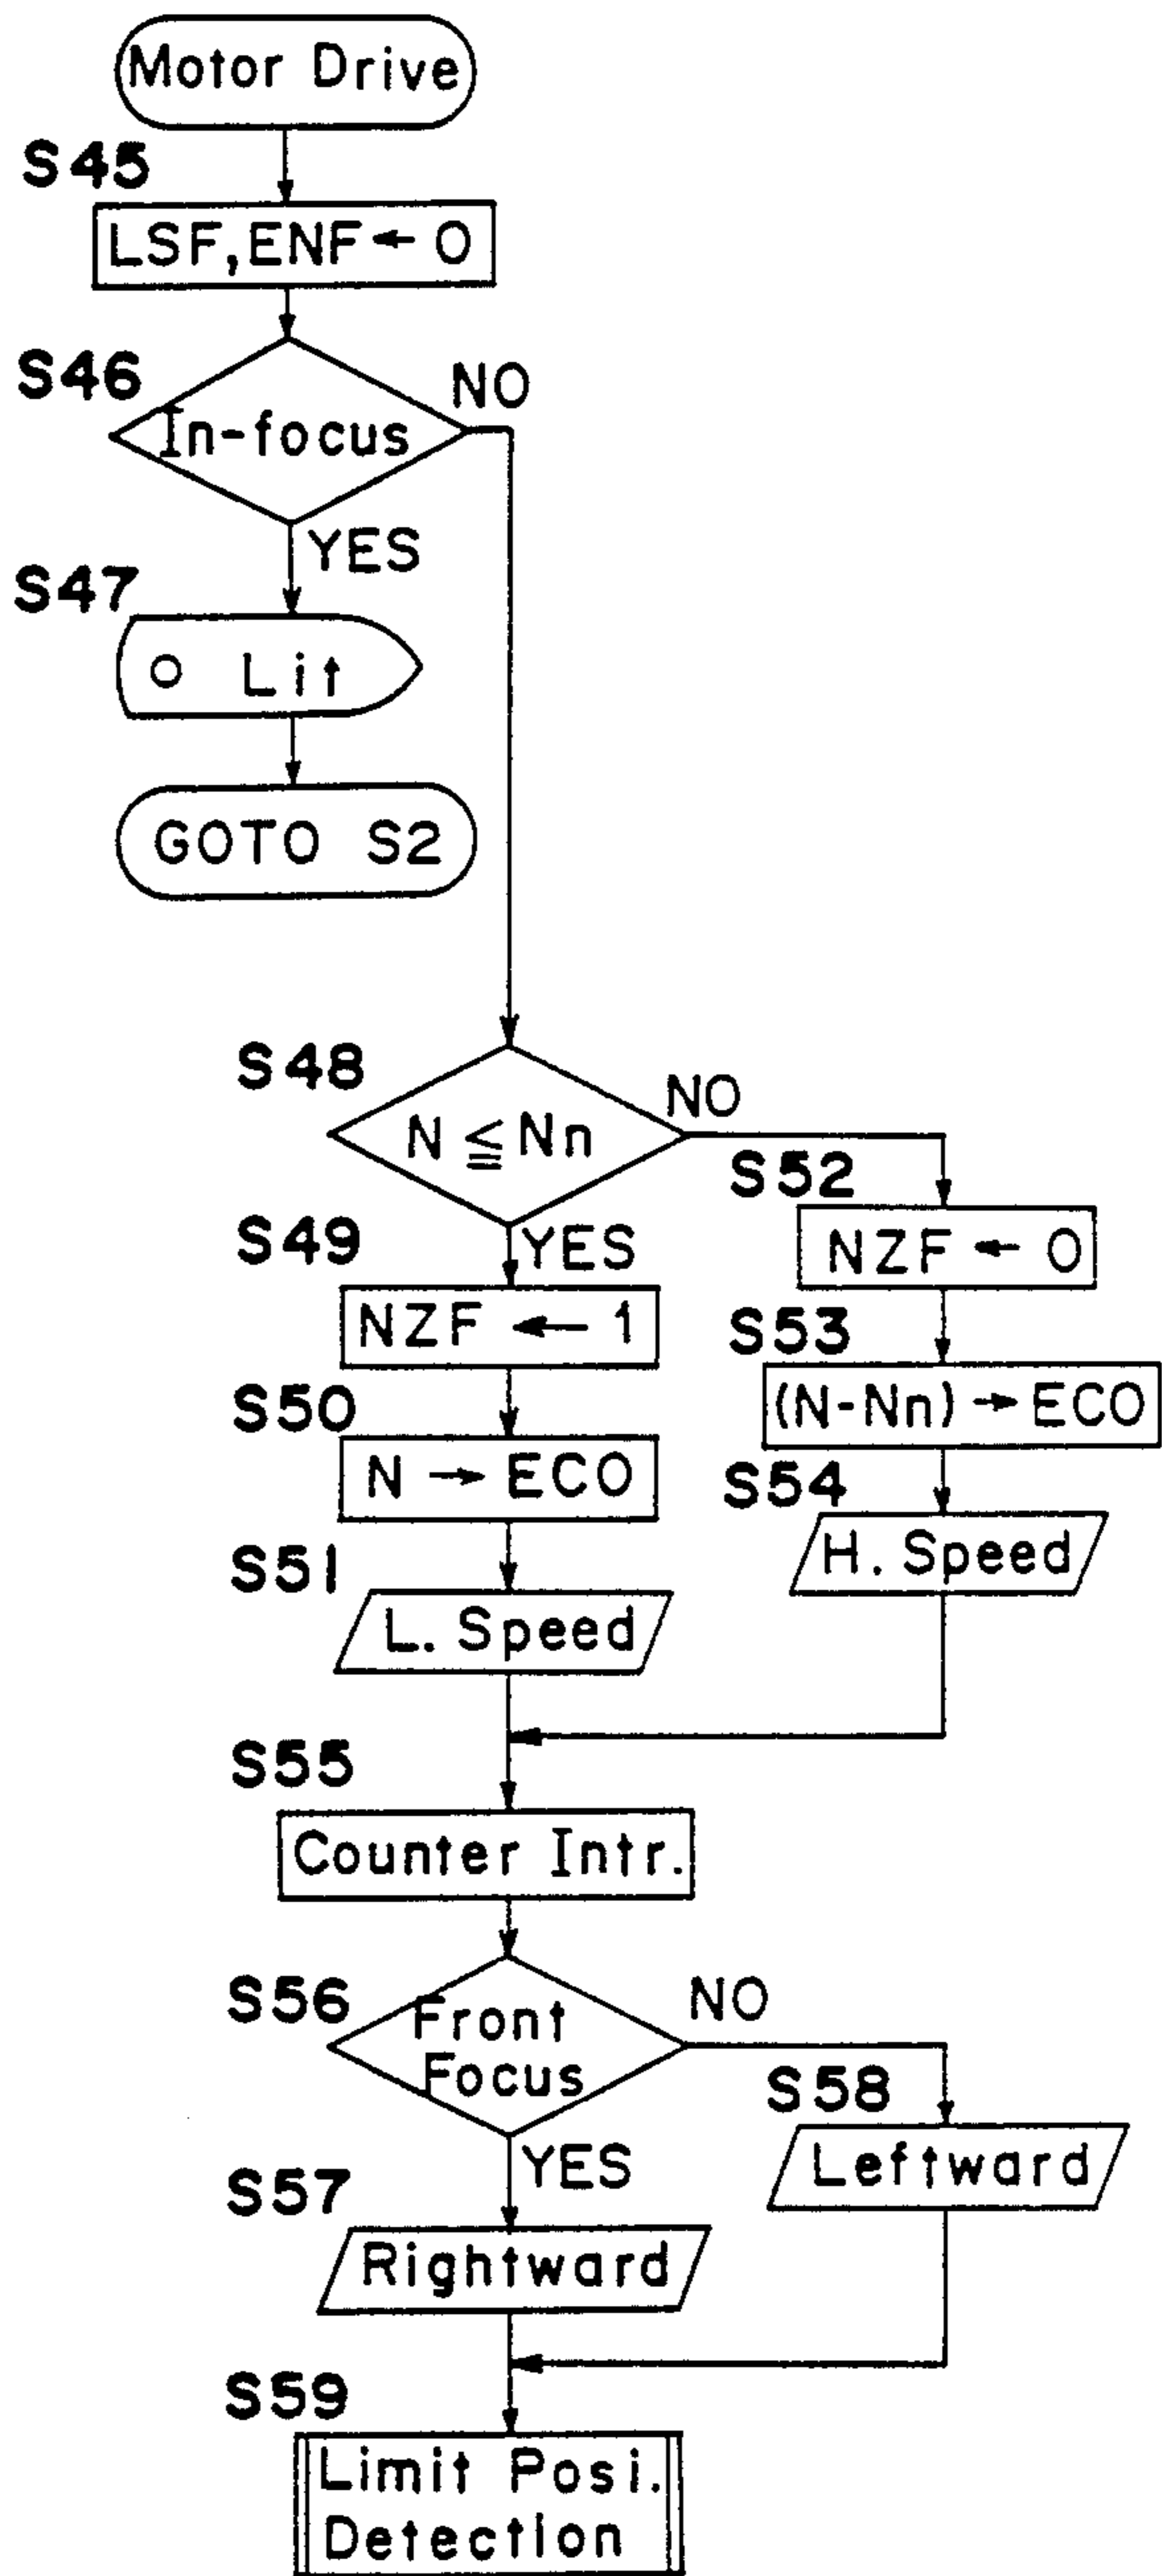 Motor Drive
S45
LSF,ENF ← O
S46
In-focus
NO
YES
S47
O Lit
GOTO S2
S48
N ≦ Nn
NO
S49
YES
S52
NZF ← O
NZF ← 1
S53
(N-Nn) → ECO
S50
N → ECO
S54
H. Speed
S51
L. Speed
S55
Counter Intr.
S56
Front
Focus
NO
S58
Leftward
YES
S57
Rightward
S59
Limit Posi.
Detection